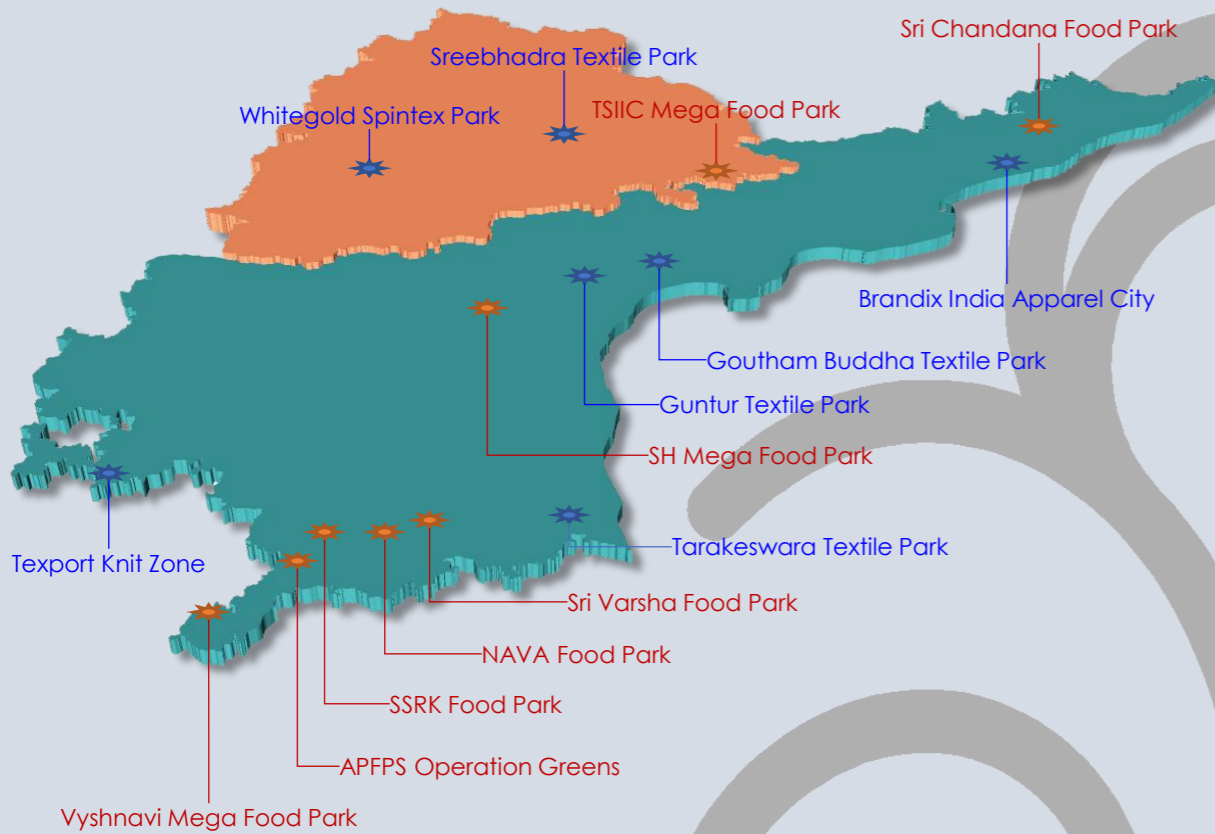 Sri Chandana Food Park
Sreebhadra Textile Park
TSIIC Mega Food Park
Whitegold Spintex Park
Brandix India Apparel City
Goutham Buddha Textile Park
Guntur Textile Park
SH Mega Food Park
Tarakeswara Textile Park
Texport Knit Zone
Sri Varsha Food Park
NAVA Food Park
SSRK Food Park
APFPS Operation Greens
Vyshnavi Mega Food Park